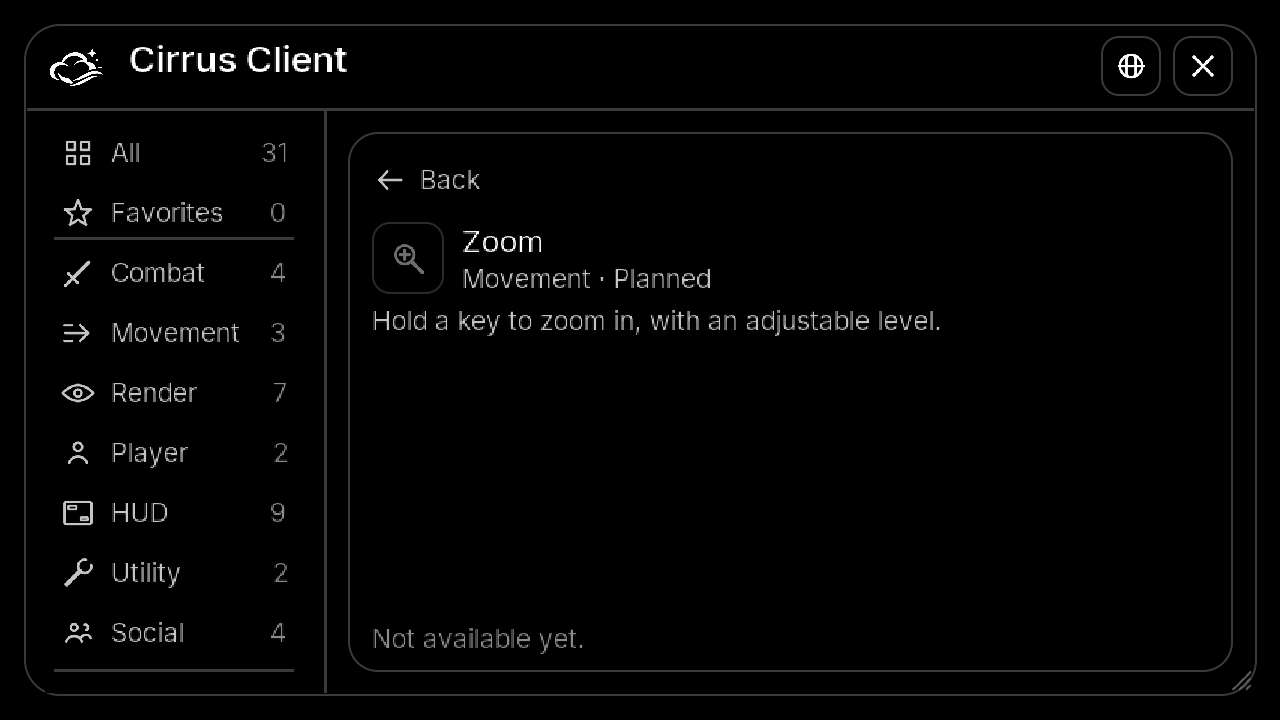 Cirrus Client
All 31
Favorites 0
Combat 4
Movement 3
Render 7
Player 2
HUD 9
Utility 2
Social 4
Back
Zoom
Movement · Planned
Hold a key to zoom in, with an adjustable level.
Not available yet.